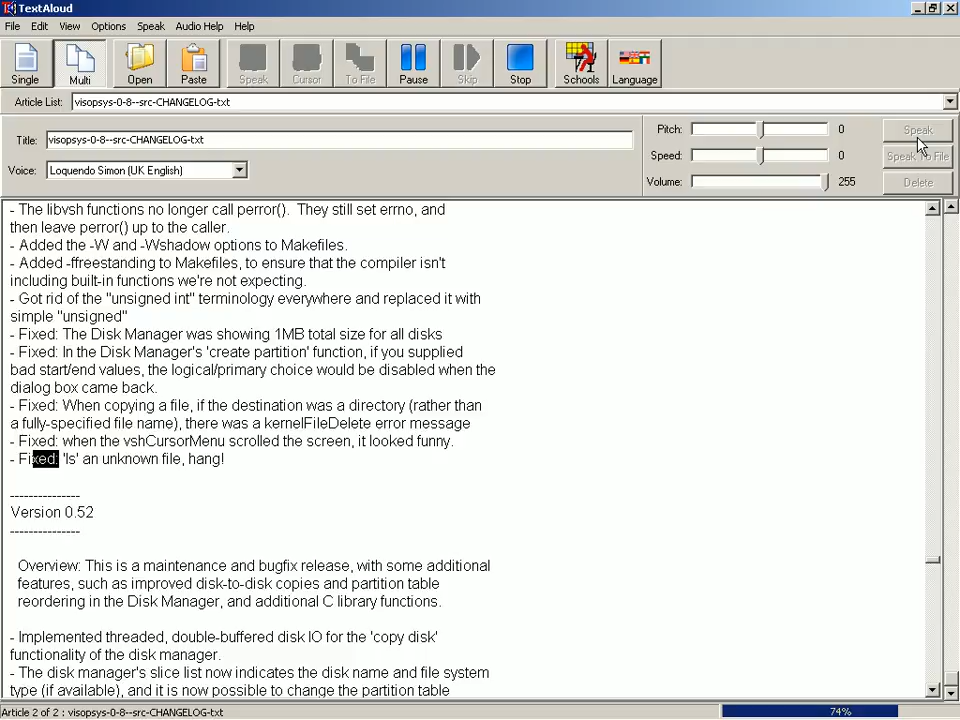 TextAloud
File Edit View Options Speak Audio Help Help
Single Multi Open Paste Speak Cursor To File Pause Skip Stop Schools Language
Article List: visopsys-0-8--src-CHANGELOG-txt
Title: visopsys-0-8--src-CHANGELOG-txt
Voice: Loquendo Simon (UK English)
Pitch: 0 Speak
Speed: 0 Speak To File
Volume: 255 Delete
- The libvsh functions no longer call perror().  They still set errno, and
then leave perror() up to the caller.
- Added the -W and -Wshadow options to Makefiles.
- Added -ffreestanding to Makefiles, to ensure that the compiler isn't
including built-in functions we're not expecting.
- Got rid of the "unsigned int" terminology everywhere and replaced it with
simple "unsigned"
- Fixed: The Disk Manager was showing 1MB total size for all disks
- Fixed: In the Disk Manager's 'create partition' function, if you supplied
bad start/end values, the logical/primary choice would be disabled when the
dialog box came back.
- Fixed: When copying a file, if the destination was a directory (rather than
a fully-specified file name), there was a kernelFileDelete error message
- Fixed: when the vshCursorMenu scrolled the screen, it looked funny.
- Fixed: 'ls' an unknown file, hang!
---------------
Version 0.52
---------------
Overview: This is a maintenance and bugfix release, with some additional
features, such as improved disk-to-disk copies and partition table
reordering in the Disk Manager, and additional C library functions.
- Implemented threaded, double-buffered disk IO for the 'copy disk'
functionality of the disk manager.
- The disk manager's slice list now indicates the disk name and file system
type (if available), and it is now possible to change the partition table
Article 2 of 2 : visopsys-0-8--src-CHANGELOG-txt 74%